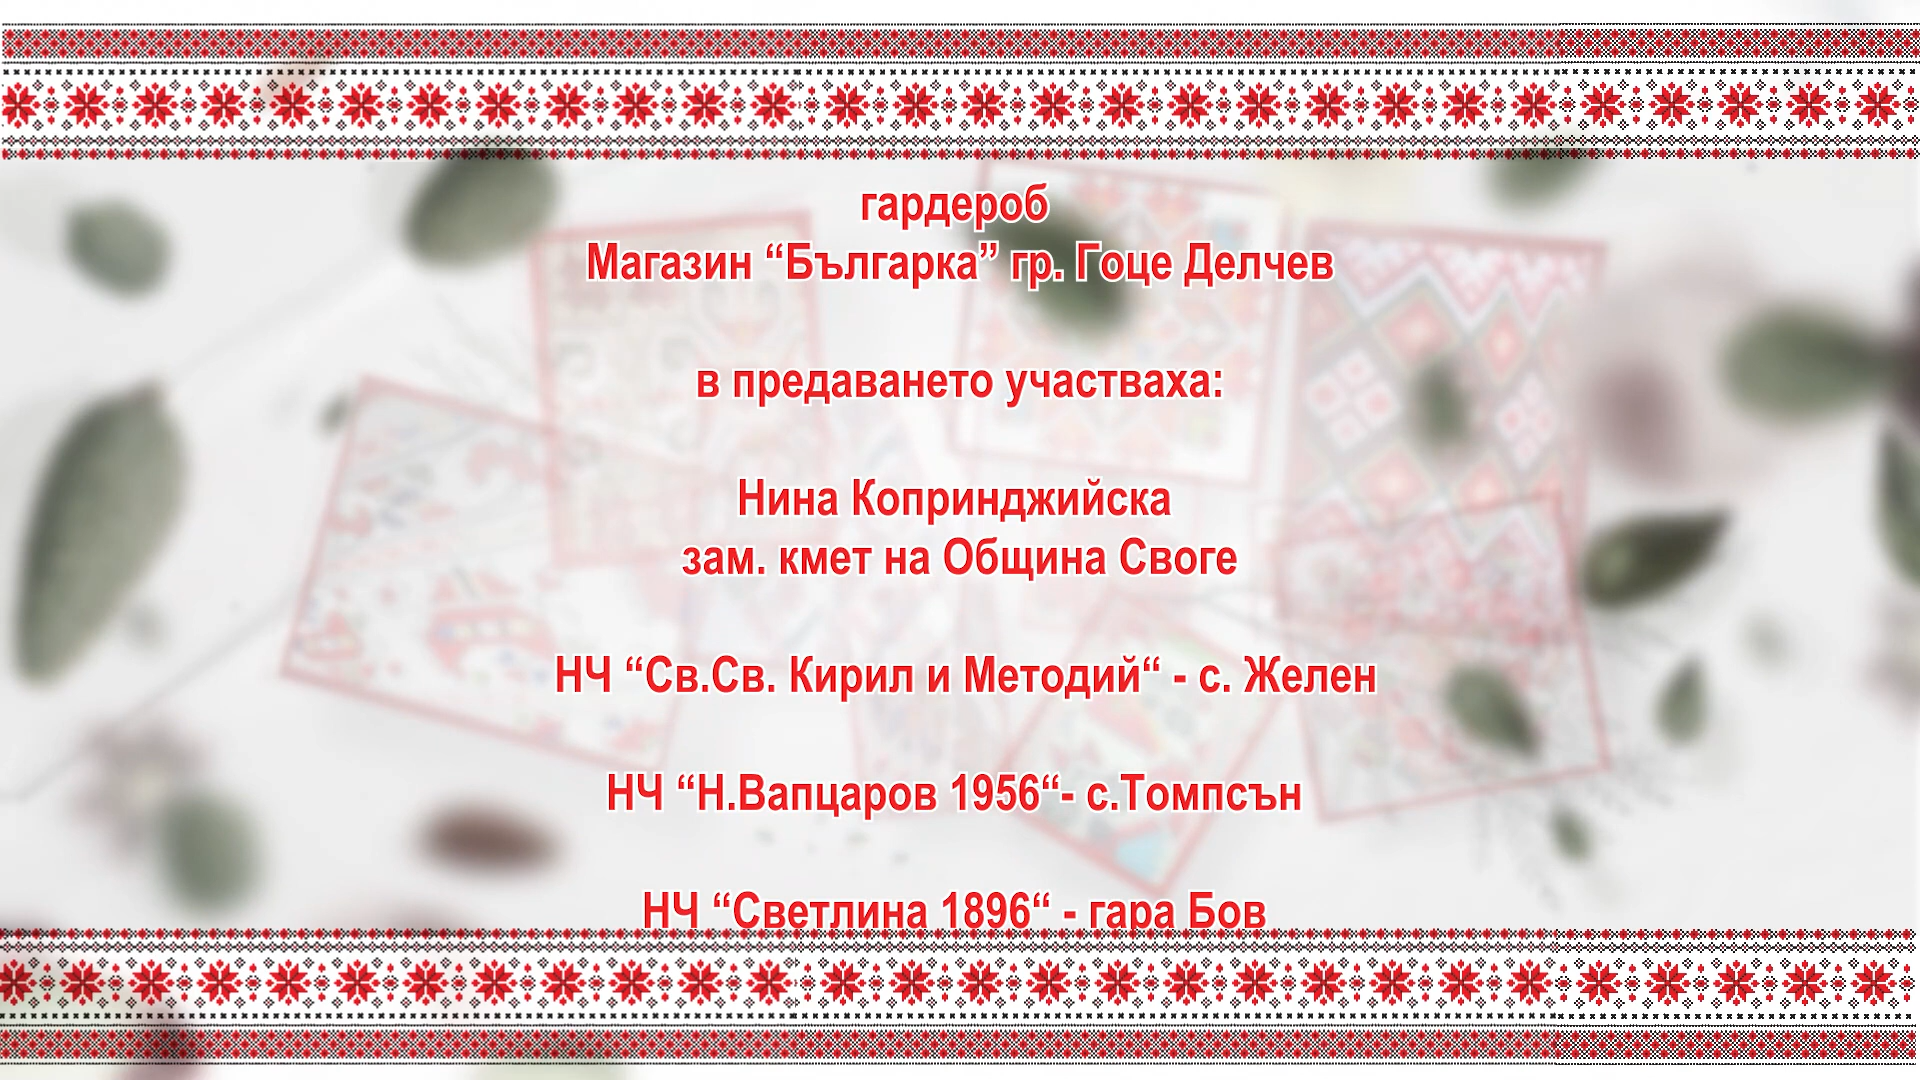 гардероб
Магазин “Българка” гр. Гоце Делчев
в предаването участваха:
Нина Копринджийска
зам. кмет на Община Своге
НЧ “Св.Св. Кирил и Методий“ - с. Желен
НЧ “Н.Вапцаров 1956“- с.Томпсън
НЧ “Светлина 1896“ - гара Бов